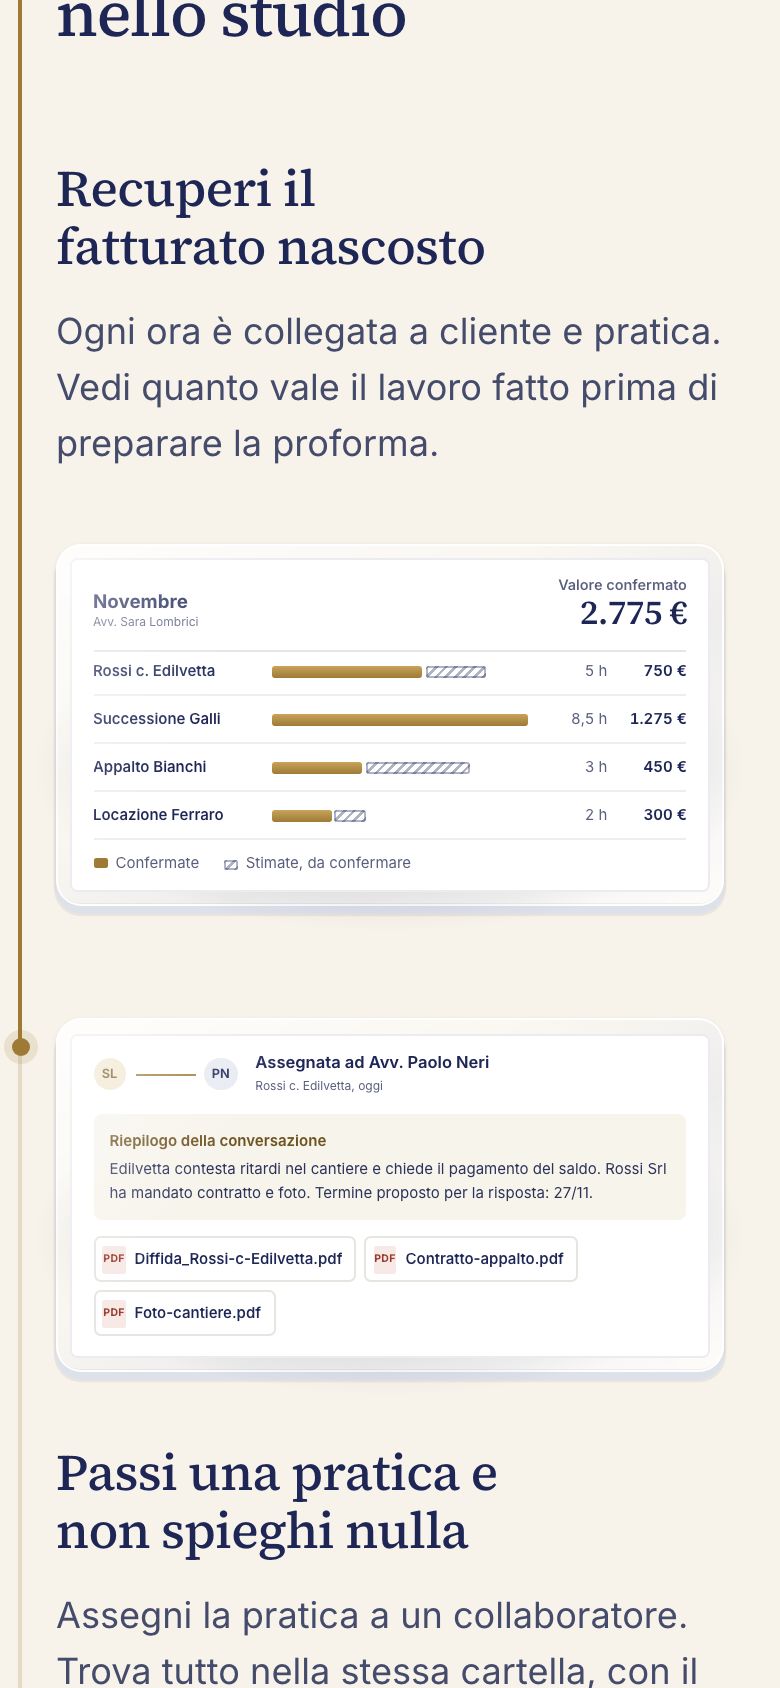 nello studio
Recuperi il
fatturato nascosto
Ogni ora è collegata a cliente e pratica.
Vedi quanto vale il lavoro fatto prima di
preparare la proforma.
Novembre
Avv. Sara Lombrici
Valore confermato
2.775 €
Rossi c. Edilvetta 5 h 750 €
Successione Galli 8,5 h 1.275 €
Appalto Bianchi 3 h 450 €
Locazione Ferraro 2 h 300 €
Confermate Stimate, da confermare
SL PN Assegnata ad Avv. Paolo Neri
Rossi c. Edilvetta, oggi
Riepilogo della conversazione
Edilvetta contesta ritardi nel cantiere e chiede il pagamento del saldo. Rossi Srl
ha mandato contratto e foto. Termine proposto per la risposta: 27/11.
PDF Diffida_Rossi-c-Edilvetta.pdf PDF Contratto-appalto.pdf
PDF Foto-cantiere.pdf
Passi una pratica e
non spieghi nulla
Assegni la pratica a un collaboratore.
Trova tutto nella stessa cartella, con il